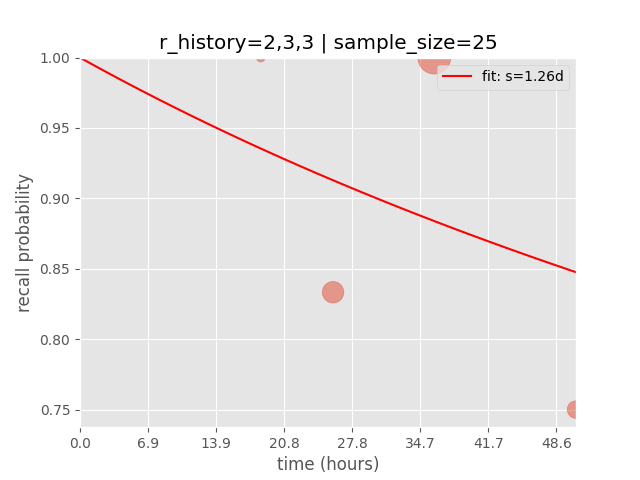 r_history=2,3,3 | sample_size=25
fit: s=1.26d
recall probability
1.00
0.95
0.90
0.85
0.80
0.75
0.0 6.9 13.9 20.8 27.8 34.7 41.7 48.6
time (hours)